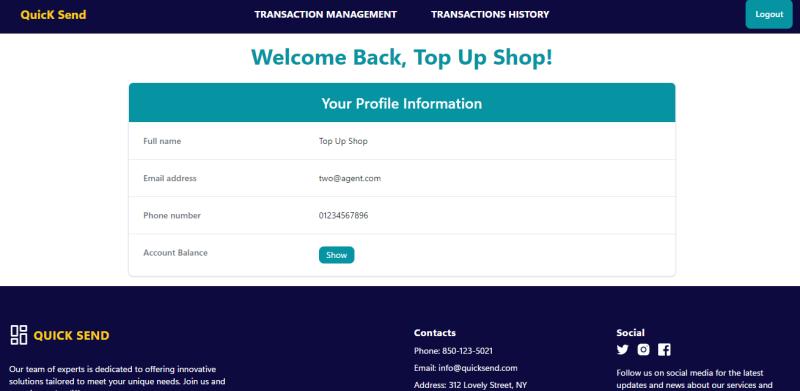 QuicK Send
TRANSACTION MANAGEMENT
TRANSACTIONS HISTORY
Logout
Welcome Back, Top Up Shop!
Your Profile Information
Full name
Top Up Shop
Email address
two@agent.com
Phone number
01234567896
Account Balance
Show
QUICK SEND
Our team of experts is dedicated to offering innovative
solutions tailored to meet your unique needs. Join us and
Contacts
Phone: 850-123-5021
Email: info@quicksend.com
Address: 312 Lovely Street, NY
Social
Follow us on social media for the latest
updates and news about our services and